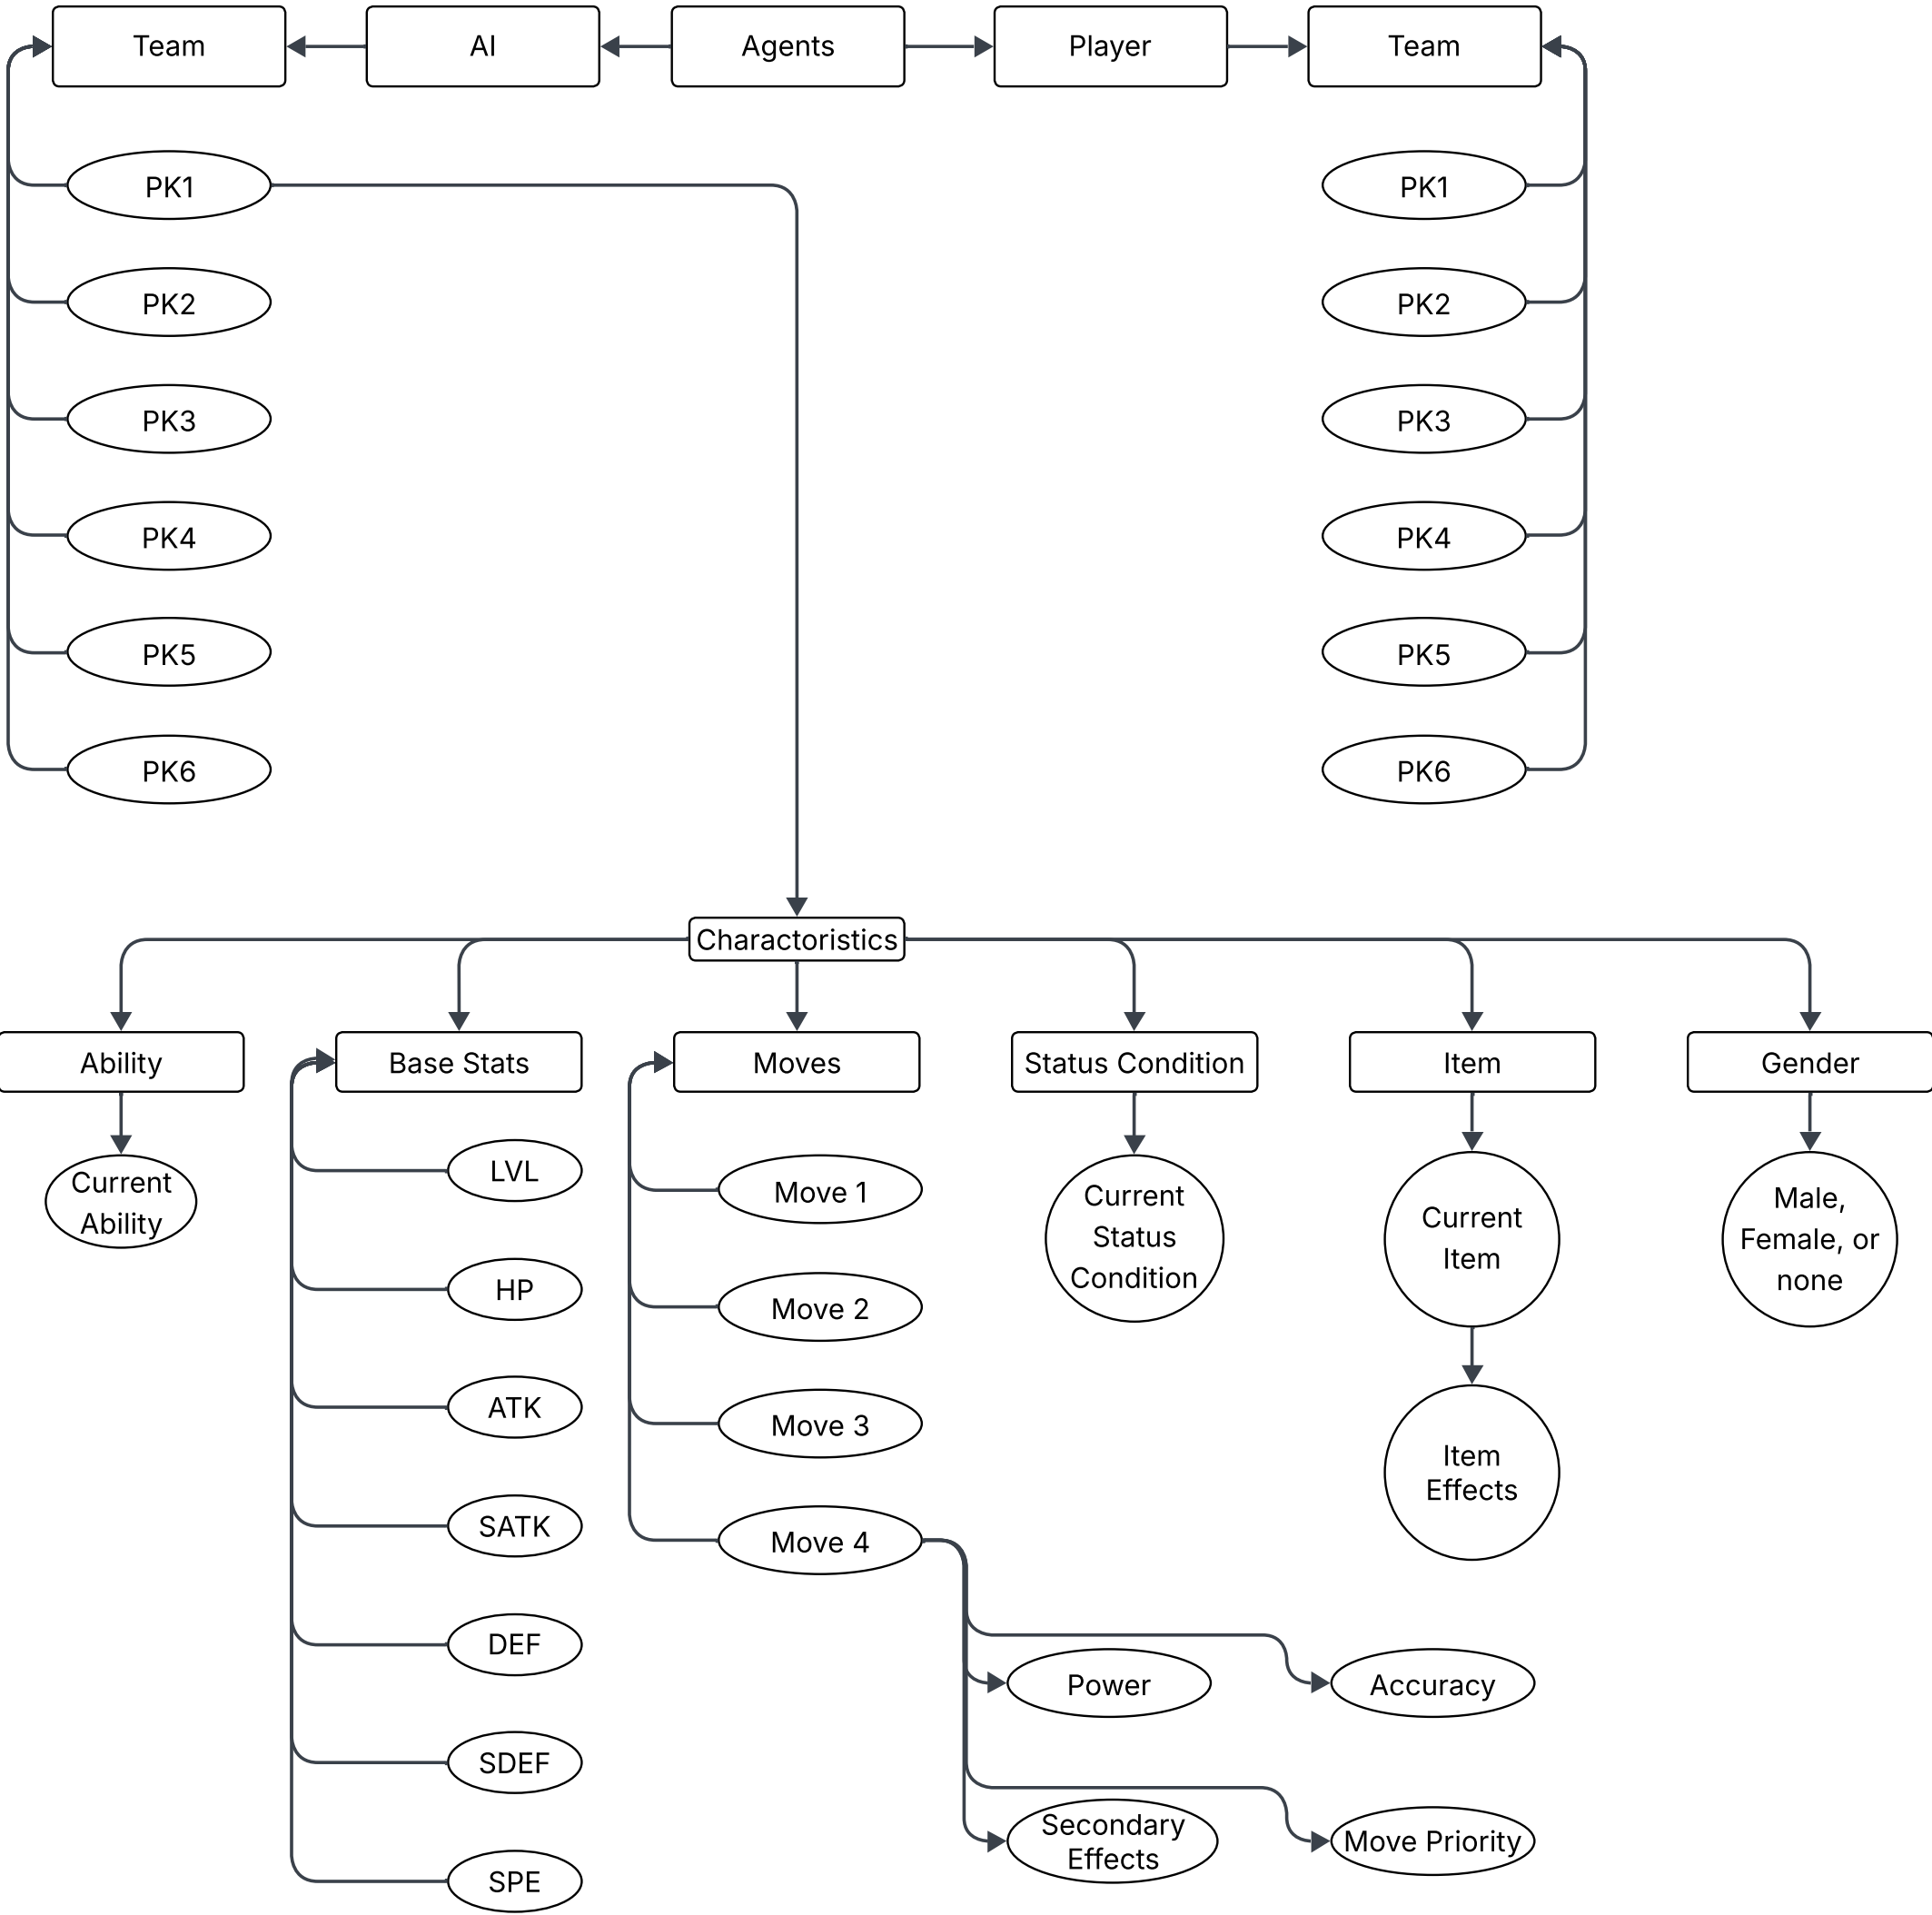 Team
AI
Agents
Player
Team
PK1
PK1
PK2
PK2
PK3
PK3
PK4
PK4
PK5
PK5
PK6
PK6
Charactoristics
Ability
Base Stats
Moves
Status Condition
Item
Gender
Current
Ability
LVL
HP
ATK
SATK
DEF
SDEF
SPE
Move 1
Move 2
Move 3
Move 4
Current
Status
Condition
Current
Item
Item
Effects
Male,
Female, or
none
Power
Accuracy
Secondary
Effects
Move Priority